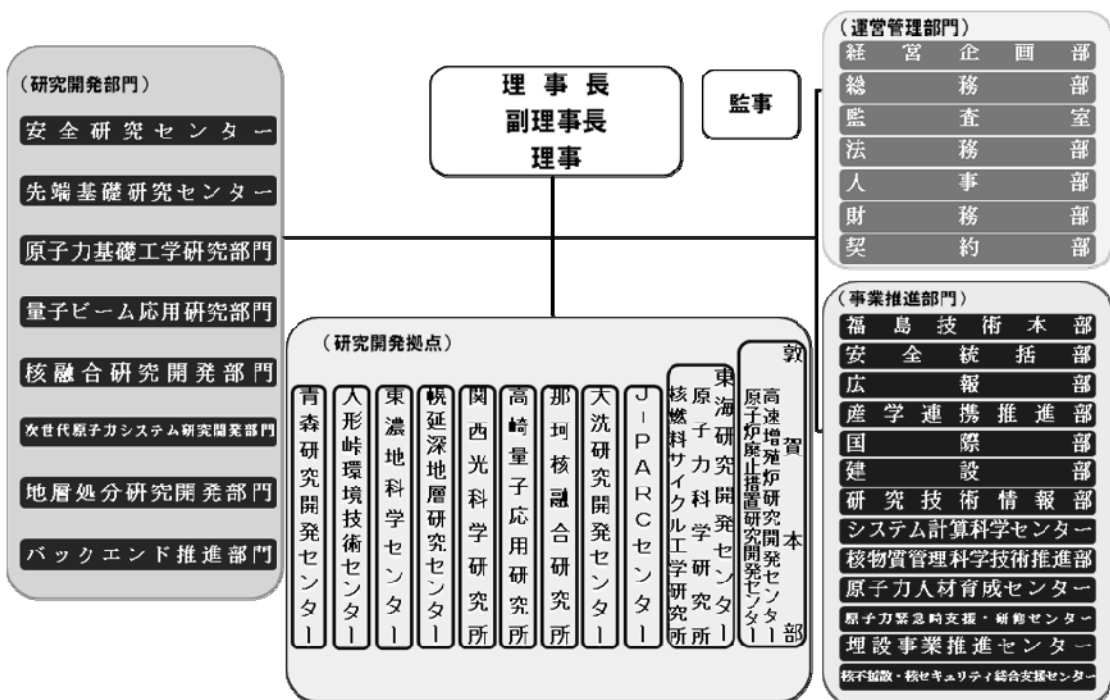 （研究開発部門）
安全研究センター
先端基礎研究センター
原子力基礎工学研究部門
量子ビーム応用研究部門
核融合研究開発部門
次世代原子力システム研究開発部門
地層処分研究開発部門
バックエンド推進部門
理事長
副理事長
理事
監事
（運営管理部門）
経営企画部
総務部
監査室
法務部
人事部
財務部
契約部
（事業推進部門）
福島技術本部
安全統括部
広報部
産学連携推進部
国際部
建設部
研究技術情報部
システム計算科学センター
核物質管理科学技術推進部
原子力人材育成センター
原子力緊急時支援・研修センター
埋設事業推進センター
核不拡散・核セキュリティ総合支援センター
（研究開発拠点）
敦賀本部
高速増殖炉研究開発センター
原子炉廃止措置研究開発センター
東海研究開発センター
原子力科学研究所
核燃料サイクル工学研究所
J-PARCセンター
大洗研究開発センター
那珂核融合研究所
高崎量子応用研究所
関西光科学研究所
幌延深地層研究センター
東濃地科学センター
人形峠環境技術センター
青森研究開発センター